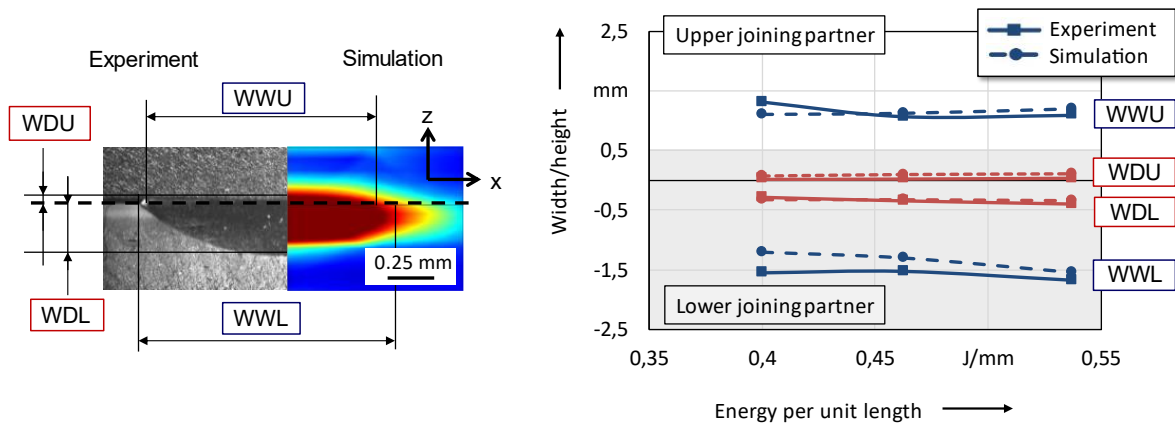 Experiment
Simulation
WWU
WDU
z
x
0.25 mm
WDL
WWL
Width/height
2,5
mm
0,5
-0,5
-1,5
-2,5
Upper joining partner
Experiment
Simulation
WWU
WDU
WDL
WWL
Lower joining partner
0,35
0,4
0,45
J/mm
0,55
Energy per unit length